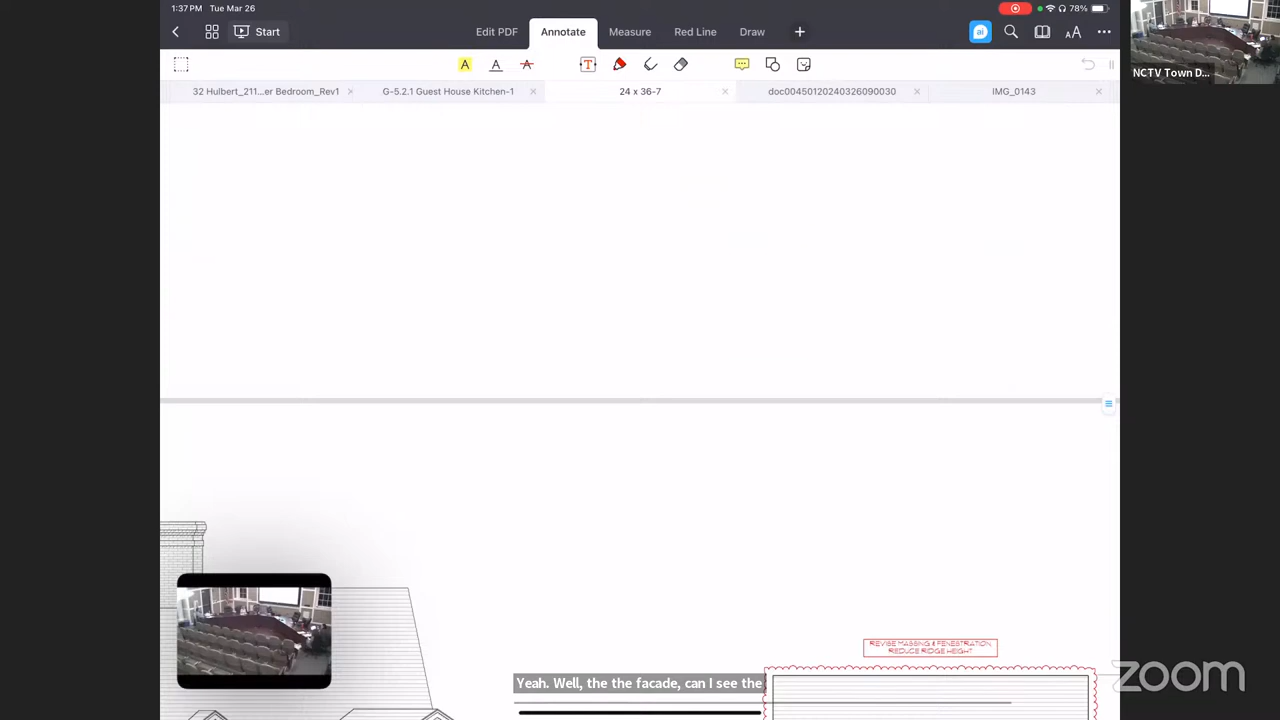 1:37 PM Tue Mar 26
78%
Start
Edit PDF
Annotate
Measure
Red Line
Draw
ai
AA
A
A
A
T
32 Hulbert_211...er Bedroom_Rev1
G-5.2.1 Guest House Kitchen-1
24 x 36-7
doc00450120240326090030
IMG_0143
NCTV Town D...
REVISE MASSING & FENESTRATION,
REDUCE RIDGE HEIGHT
Yeah. Well, the the facade, can I see the
zoom